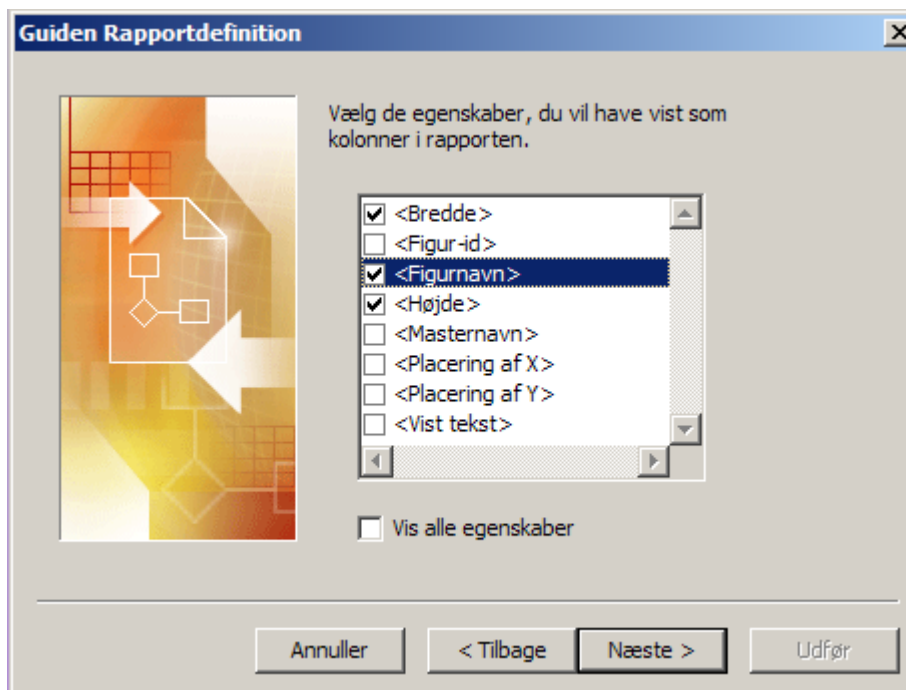 Guiden Rapportdefinition
Vælg de egenskaber, du vil have vist som
kolonner i rapporten.
<Bredde>
<Figur-id>
<Figurnavn>
<Højde>
<Masternavn>
<Placering af X>
<Placering af Y>
<Vist tekst>
Vis alle egenskaber
Annuller
< Tilbage
Næste >
Udfør